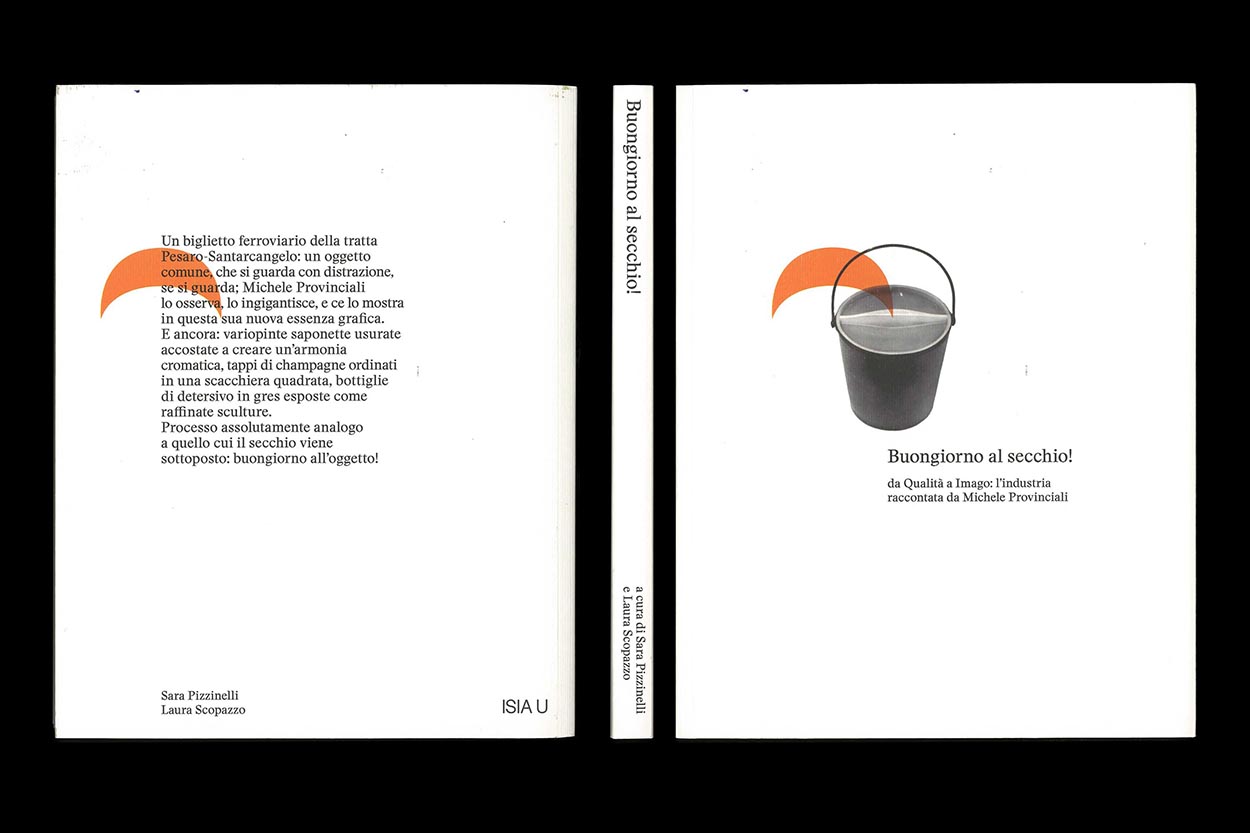 Un biglietto ferroviario della tratta
Pesaro-Santarcangelo: un oggetto
comune, che si guarda con distrazione,
se si guarda; Michele Provinciali
lo osserva, lo ingigantisce, e ce lo mostra
in questa sua nuova essenza grafica.
E ancora: variopinte saponette usurate
accostate a creare un’armonia
cromatica, tappi di champagne ordinati
in una scacchiera quadrata, bottiglie
di detersivo in gres esposte come
raffinate sculture.
Processo assolutamente analogo
a quello cui il secchio viene
sottoposto: buongiorno all’oggetto!
Sara Pizzinelli
Laura Scopazzo
ISIA U
Buongiorno al secchio!
a cura di Sara Pizzinelli
e Laura Scopazzo
Buongiorno al secchio!
da Qualità a Imago: l’industria
raccontata da Michele Provinciali